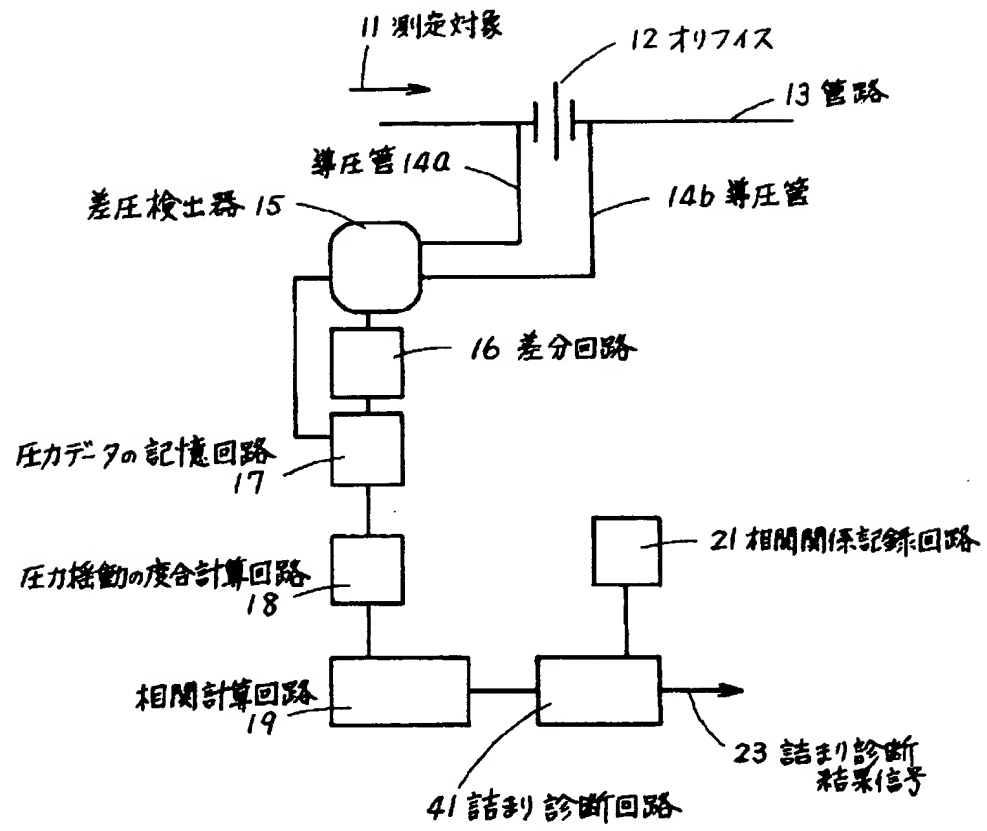 11 測定対象
12 オリフィス
13 管路
導圧管 14a
14b 導圧管
差圧検出器 15
16 差分回路
圧力データの記憶回路
17
21 相関関係記録回路
圧力揺動の度合計算回路
18
相関計算回路
19
23 詰まり診断
結果信号
41 詰まり診断回路